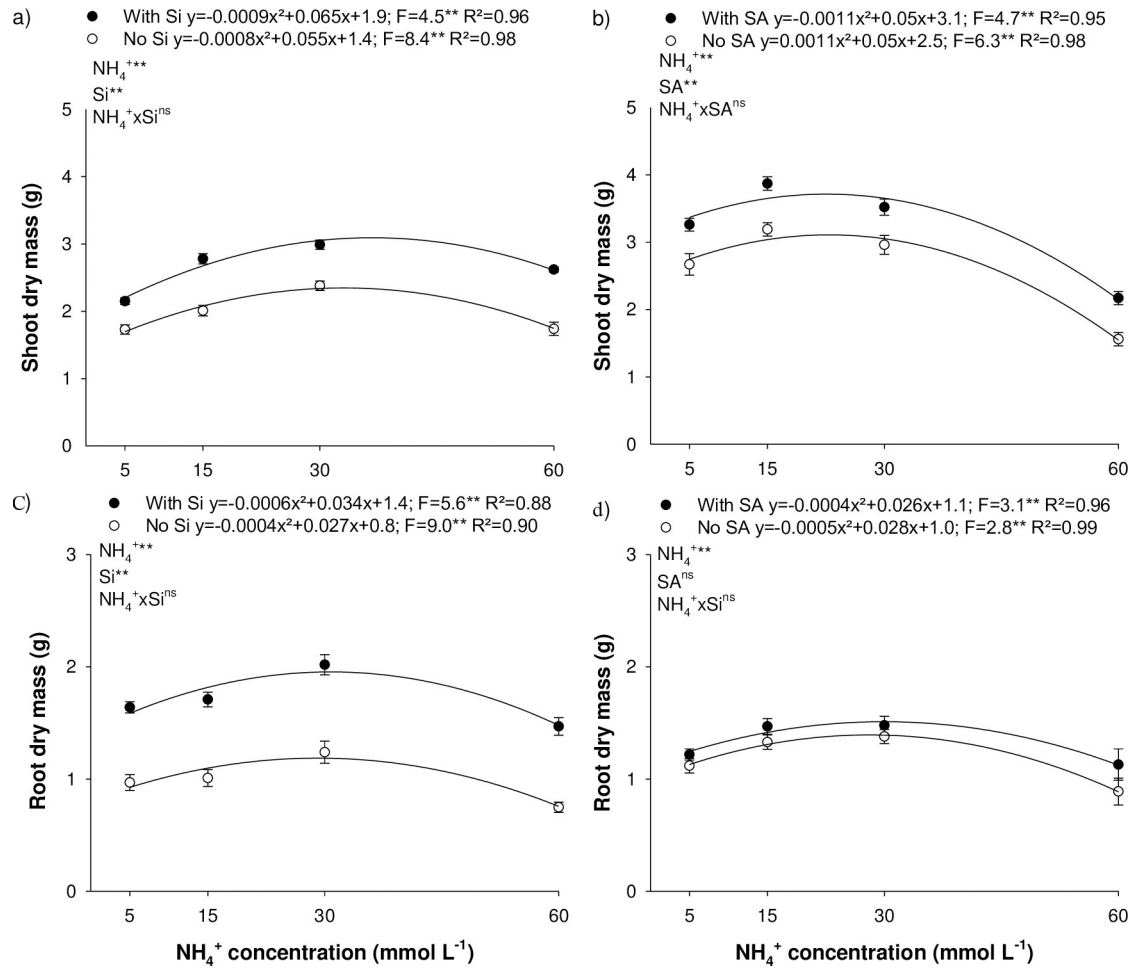 a)
● With Si y=-0.0009x²+0.065x+1.9; F=4.5** R²=0.96
○ No Si y=-0.0008x²+0.055x+1.4; F=8.4** R²=0.98
NH₄⁺**
Si**
NH₄⁺xSiⁿˢ
5
4
3
2
1
0
Shoot dry mass (g)
5 15 30 60
b)
● With SA y=-0.0011x²+0.05x+3.1; F=4.7** R²=0.95
○ No SA y=0.0011x²+0.05x+2.5; F=6.3** R²=0.98
NH₄⁺**
SA**
NH₄⁺xSAⁿˢ
5
4
3
2
1
0
Shoot dry mass (g)
5 15 30 60
C)
● With Si y=-0.0006x²+0.034x+1.4; F=5.6** R²=0.88
○ No Si y=-0.0004x²+0.027x+0.8; F=9.0** R²=0.90
NH₄⁺**
Si**
NH₄⁺xSiⁿˢ
3
2
1
0
Root dry mass (g)
5 15 30 60
NH₄⁺ concentration (mmol L⁻¹)
d)
● With SA y=-0.0004x²+0.026x+1.1; F=3.1** R²=0.96
○ No SA y=-0.0005x²+0.028x+1.0; F=2.8** R²=0.99
NH₄⁺**
SAⁿˢ
NH₄⁺xSiⁿˢ
3
2
1
0
Root dry mass (g)
5 15 30 60
NH₄⁺ concentration (mmol L⁻¹)